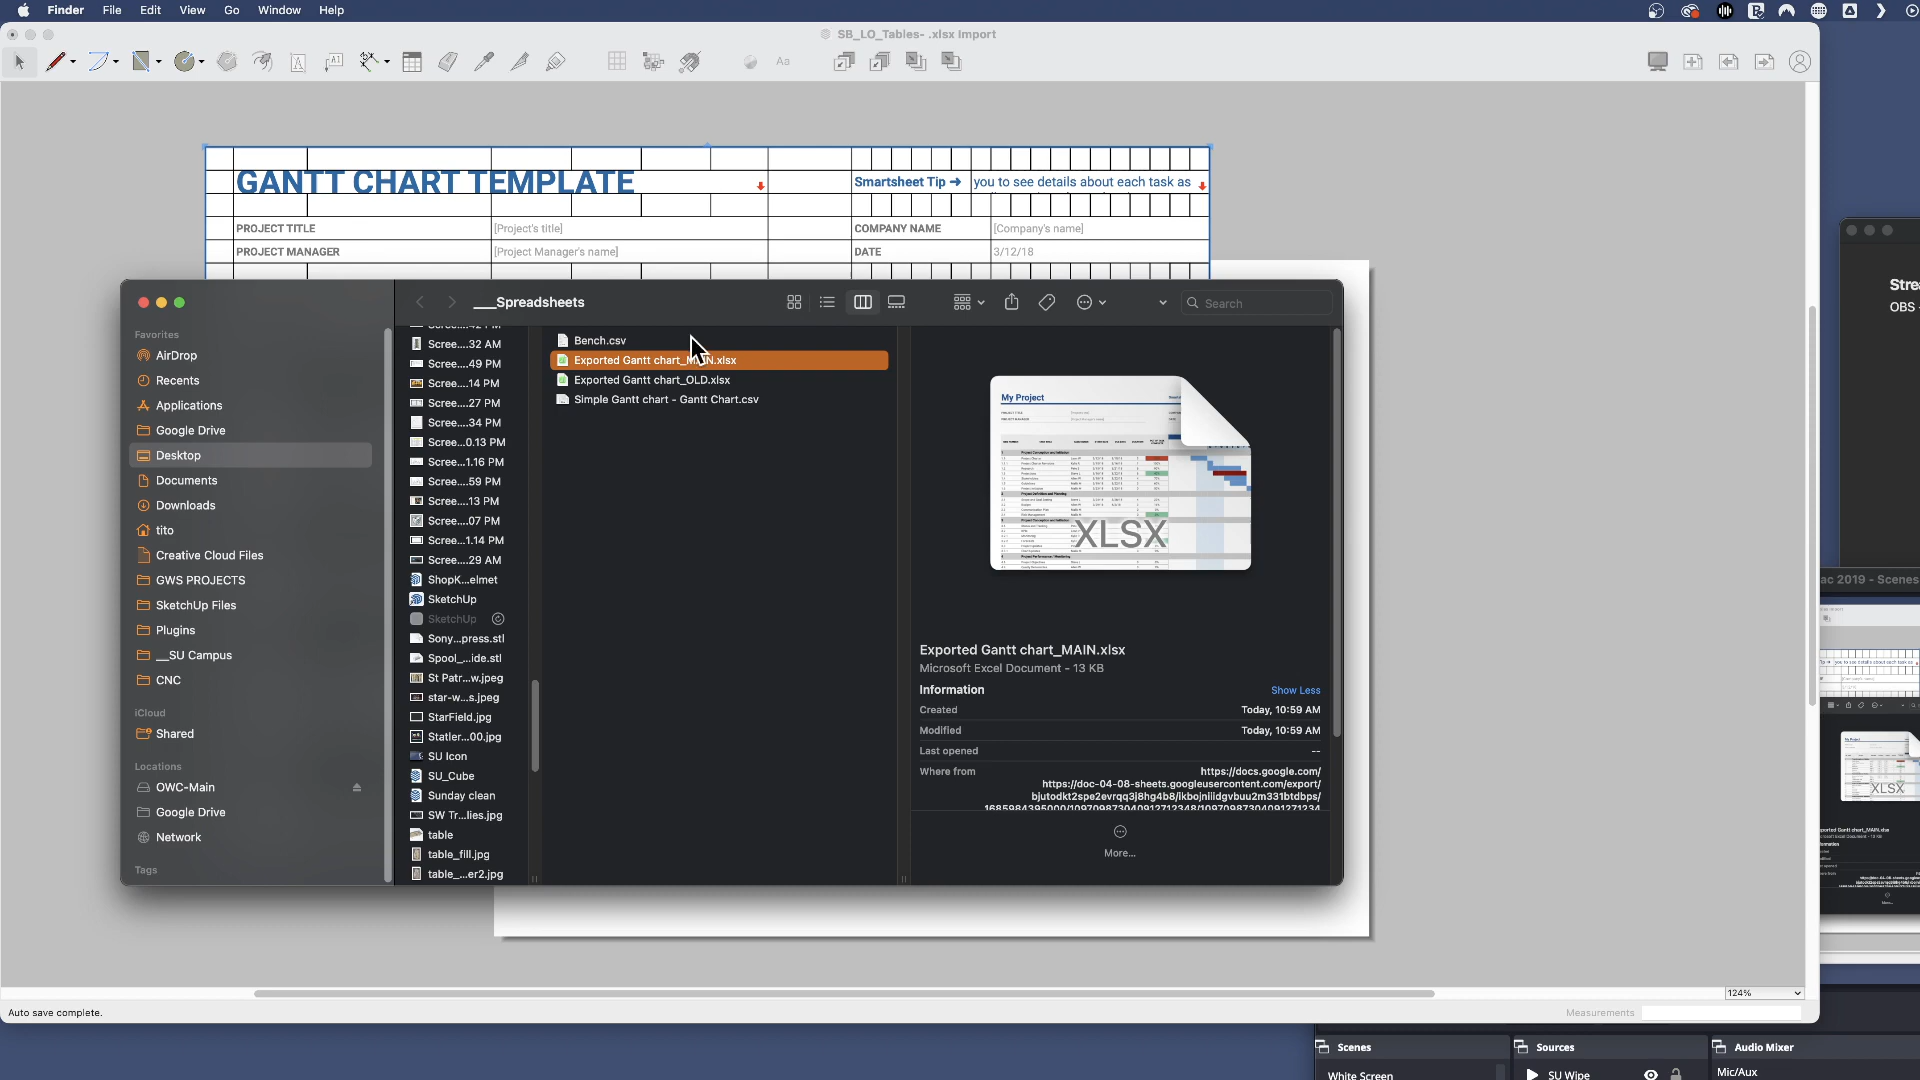 Finder File Edit View Go Window Help
SB_LO_Tables- .xlsx Import
A
A1
Aa
GANTT CHART TEMPLATE
Smartsheet Tip ➔ you to see details about each task as
PROJECT TITLE [Project's title] COMPANY NAME [Company's name]
PROJECT MANAGER [Project Manager's name] DATE 3/12/18
___Spreadsheets
Search
Favorites
AirDrop
Recents
Applications
Google Drive
Desktop
Documents
Downloads
tito
Creative Cloud Files
GWS PROJECTS
SketchUp Files
Plugins
__SU Campus
CNC
iCloud
Shared
Locations
OWC-Main
Google Drive
Network
Tags
Scree....32 AM
Scree....49 PM
Scree....14 PM
Scree....27 PM
Scree....34 PM
Scree...0.13 PM
Scree...1.16 PM
Scree....59 PM
Scree....13 PM
Scree....07 PM
Scree...1.14 PM
Scree....29 AM
ShopK...elmet
SketchUp
SketchUp
Sony...press.stl
Spool_...ide.stl
St Patr...w.jpeg
star-w...s.jpeg
StarField.jpg
Statler...00.jpg
SU Icon
SU_Cube
Sunday clean
SW Tr...lies.jpg
table
table_fill.jpg
table_...er2.jpg
Bench.csv
Exported Gantt chart_MAIN.xlsx
Exported Gantt chart_OLD.xlsx
Simple Gantt chart - Gantt Chart.csv
My Project
XLSX
Exported Gantt chart_MAIN.xlsx
Microsoft Excel Document - 13 KB
Information Show Less
Created Today, 10:59 AM
Modified Today, 10:59 AM
Last opened --
Where from https://docs.google.com/
https://doc-04-08-sheets.googleusercontent.com/export/
More...
Stre
OBS -
ac 2019 - Scenes
XLSX
124%
Auto save complete.
Measurements
Scenes
White Screen
Sources
SU Wipe
Audio Mixer
Mic/Aux